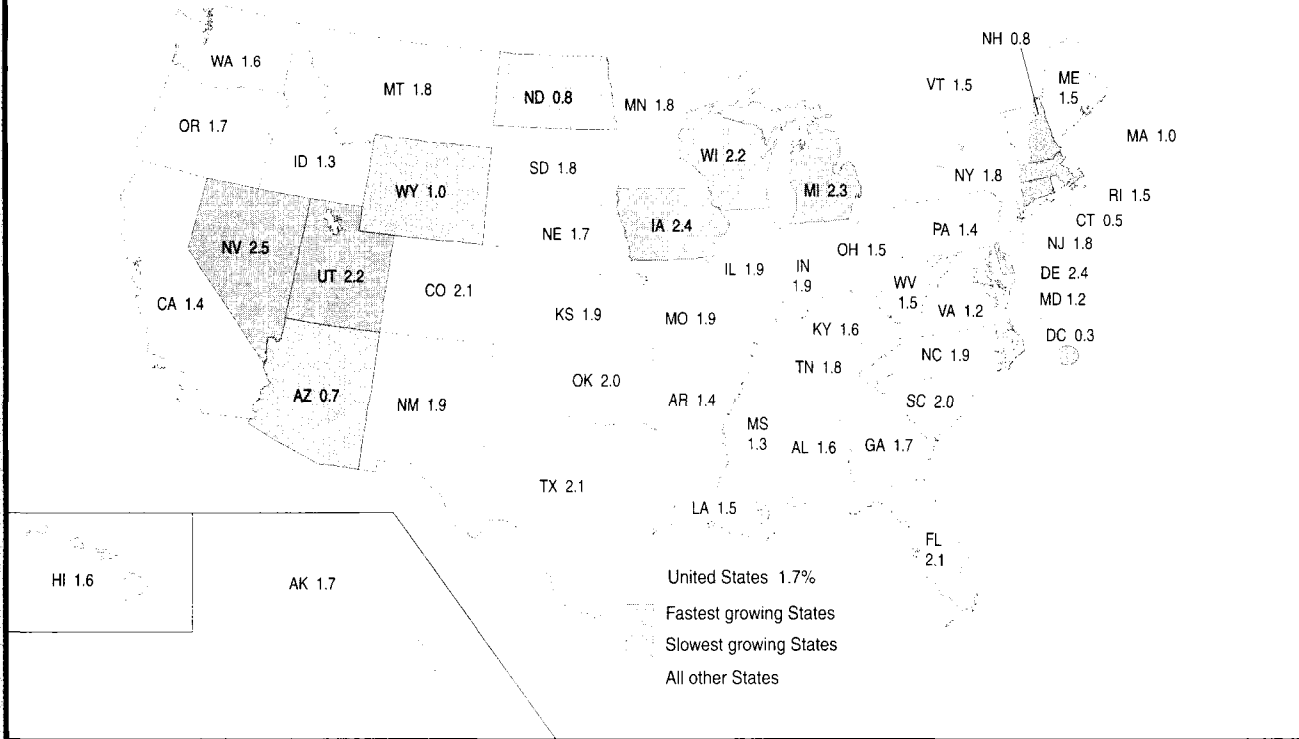 NH 0.8
WA 1.6
MT 1.8
ND 0.8
MN 1.8
VT 1.5
ME
1.5
OR 1.7
ID 1.3
WY 1.0
SD 1.8
WI 2.2
MI 2.3
NY 1.8
MA 1.0
RI 1.5
CT 0.5
NV 2.5
UT 2.2
NE 1.7
IA 2.4
IL 1.9
IN
1.9
OH 1.5
PA 1.4
NJ 1.8
DE 2.4
MD 1.2
DC 0.3
CA 1.4
CO 2.1
KS 1.9
MO 1.9
KY 1.6
WV
1.5
VA 1.2
NC 1.9
TN 1.8
SC 2.0
AZ 0.7
NM 1.9
OK 2.0
AR 1.4
MS
1.3
AL 1.6
GA 1.7
TX 2.1
LA 1.5
FL
2.1
HI 1.6
AK 1.7
United States 1.7%
Fastest growing States
Slowest growing States
All other States